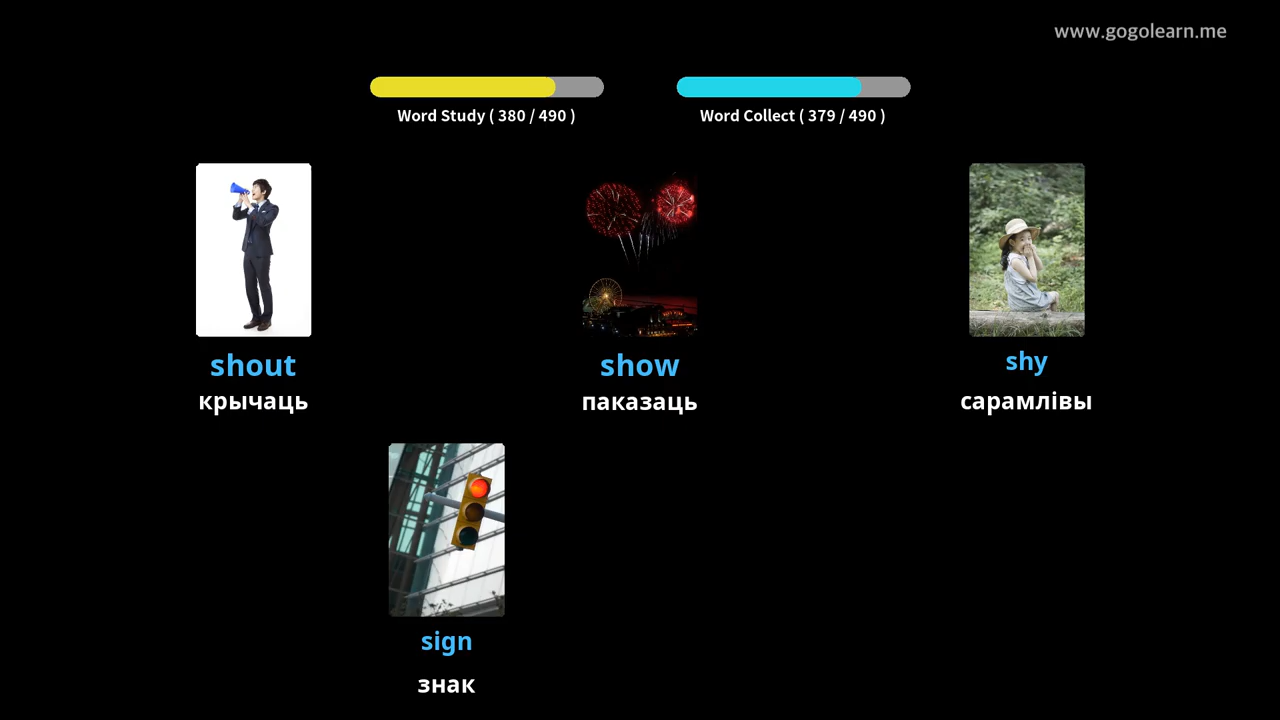 www.gogolearn.me
Word Study ( 380 / 490 )
Word Collect ( 379 / 490 )
shout
show
shy
крычаць
паказаць
сарамлівы
sign
знак